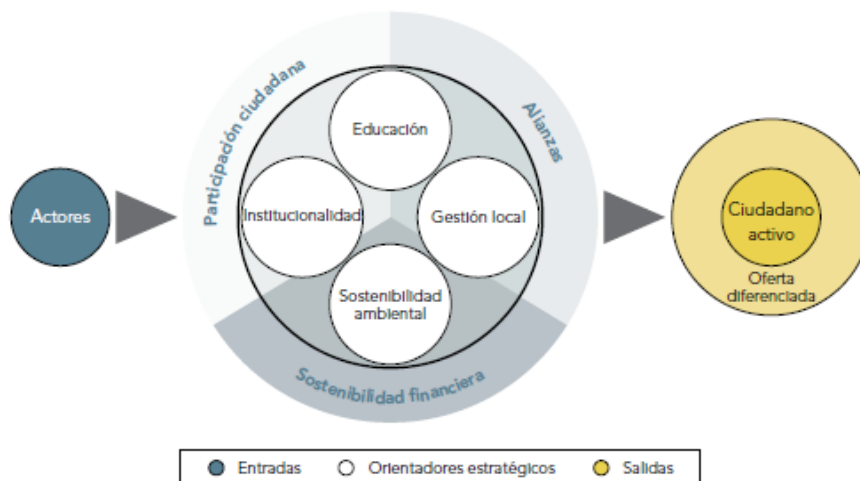 Participación ciudadana
Alianzas
Educación
Actores
Institucionalidad
Gestión local
Ciudadano
activo
Sostenibilidad
ambiental
Oferta
diferenciada
Sostenibilidad financiera
Entradas
Orientadores estratégicos
Salidas